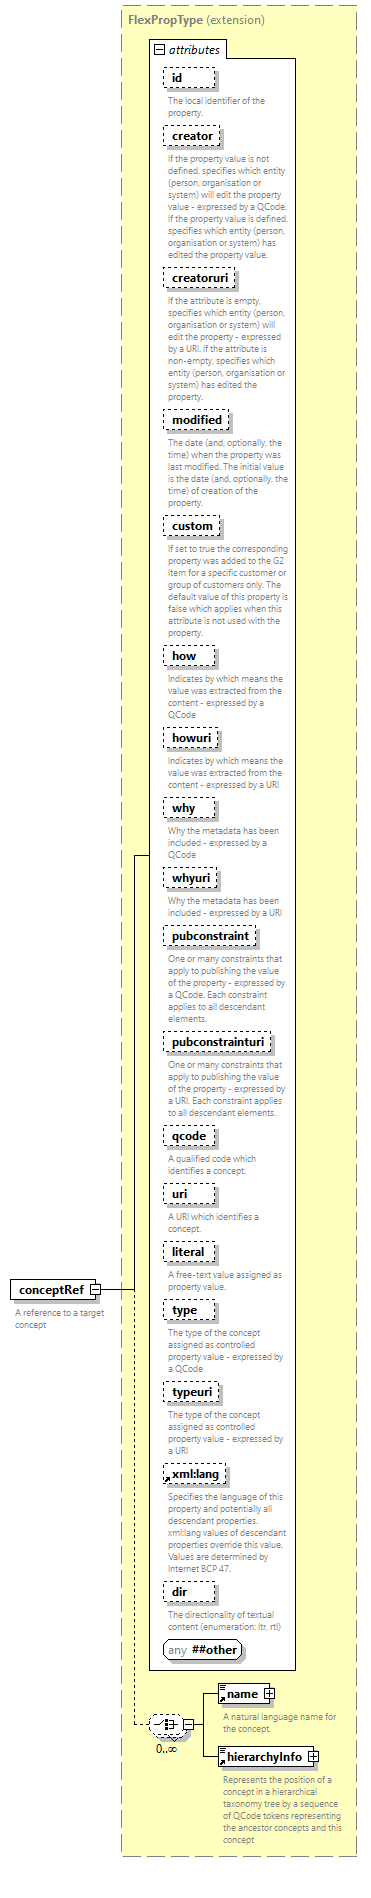 FlexPropType (extension)
attributes
id
The local identifier of the
property.
creator
If the property value is not
defined, specifies which entity
(person, organisation or
system) will edit the property
value - expressed by a QCode.
If the property value is defined,
specifies which entity (person,
organisation or system) has
edited the property value.
creatoruri
If the attribute is empty,
specifies which entity (person,
organisation or system) will
edit the property - expressed
by a URI. If the attribute is
non-empty, specifies which
entity (person, organisation or
system) has edited the
property.
modified
The date (and, optionally, the
time) when the property was
last modified. The initial value
is the date (and, optionally, the
time) of creation of the
property.
custom
If set to true the corresponding
property was added to the G2
Item for a specific customer or
group of customers only. The
default value of this property is
false which applies when this
attribute is not used with the
property.
how
Indicates by which means the
value was extracted from the
content - expressed by a
QCode
howuri
Indicates by which means the
value was extracted from the
content - expressed by a URI
why
Why the metadata has been
included - expressed by a
QCode
whyuri
Why the metadata has been
included - expressed by a URI
pubconstraint
One or many constraints that
apply to publishing the value
of the property - expressed by
a QCode. Each constraint
applies to all descendant
elements.
pubconstrainturi
One or many constraints that
apply to publishing the value
of the property - expressed by
a URI. Each constraint applies
to all descendant elements.
qcode
A qualified code which
identifies a concept.
uri
A URI which identifies a
concept.
literal
A free-text value assigned as
property value.
conceptRef
A reference to a target
concept
type
The type of the concept
assigned as controlled
property value - expressed by
a QCode
typeuri
The type of the concept
assigned as controlled
property value - expressed by
a URI
xml:lang
Specifies the language of this
property and potentially all
descendant properties.
xml:lang values of descendant
properties override this value.
Values are determined by
Internet BCP 47.
dir
The directionality of textual
content (enumeration: ltr, rtl)
any ##other
name
A natural language name for
the concept.
0..∞
hierarchyInfo
Represents the position of a
concept in a hierarchical
taxonomy tree by a sequence
of QCode tokens representing
the ancestor concepts and this
concept